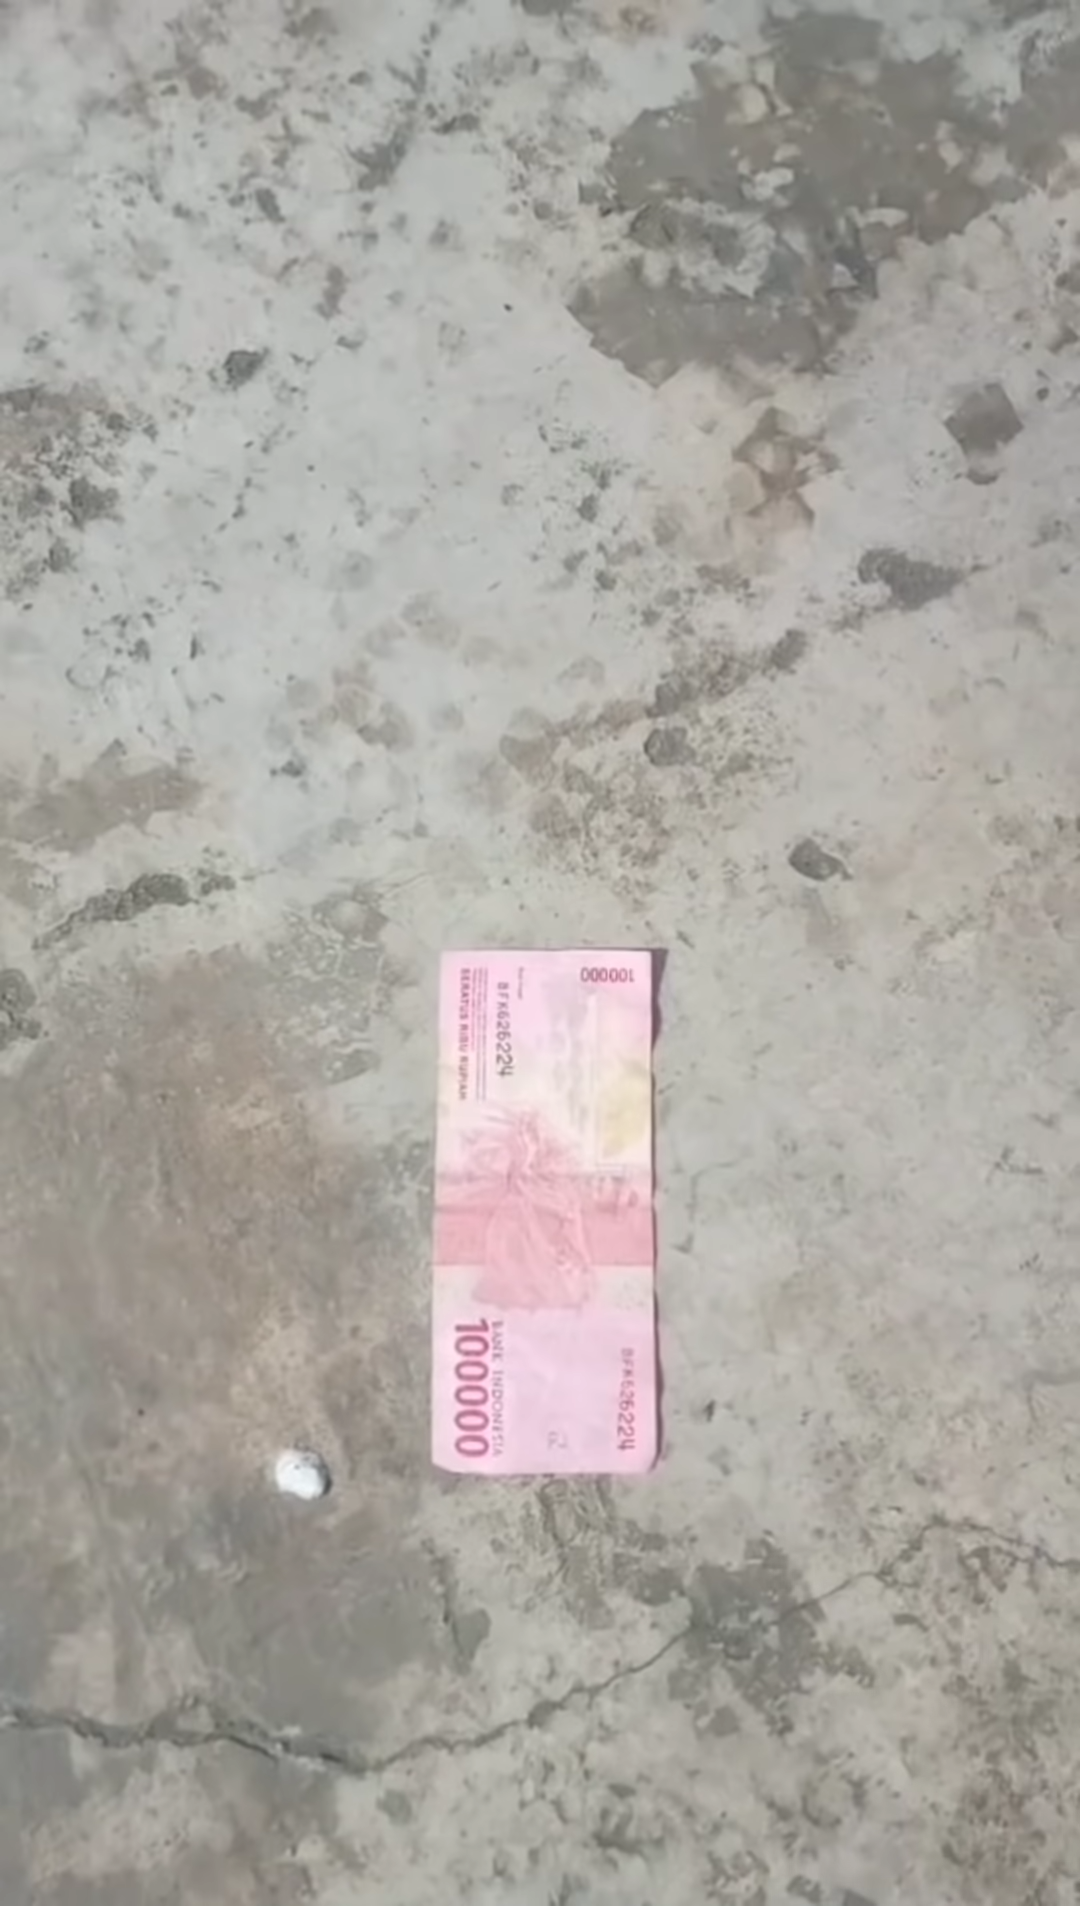 100000
BFK626224
SERATUS RIBU RUPIAH
BFK626224
BANK INDONESIA
100000